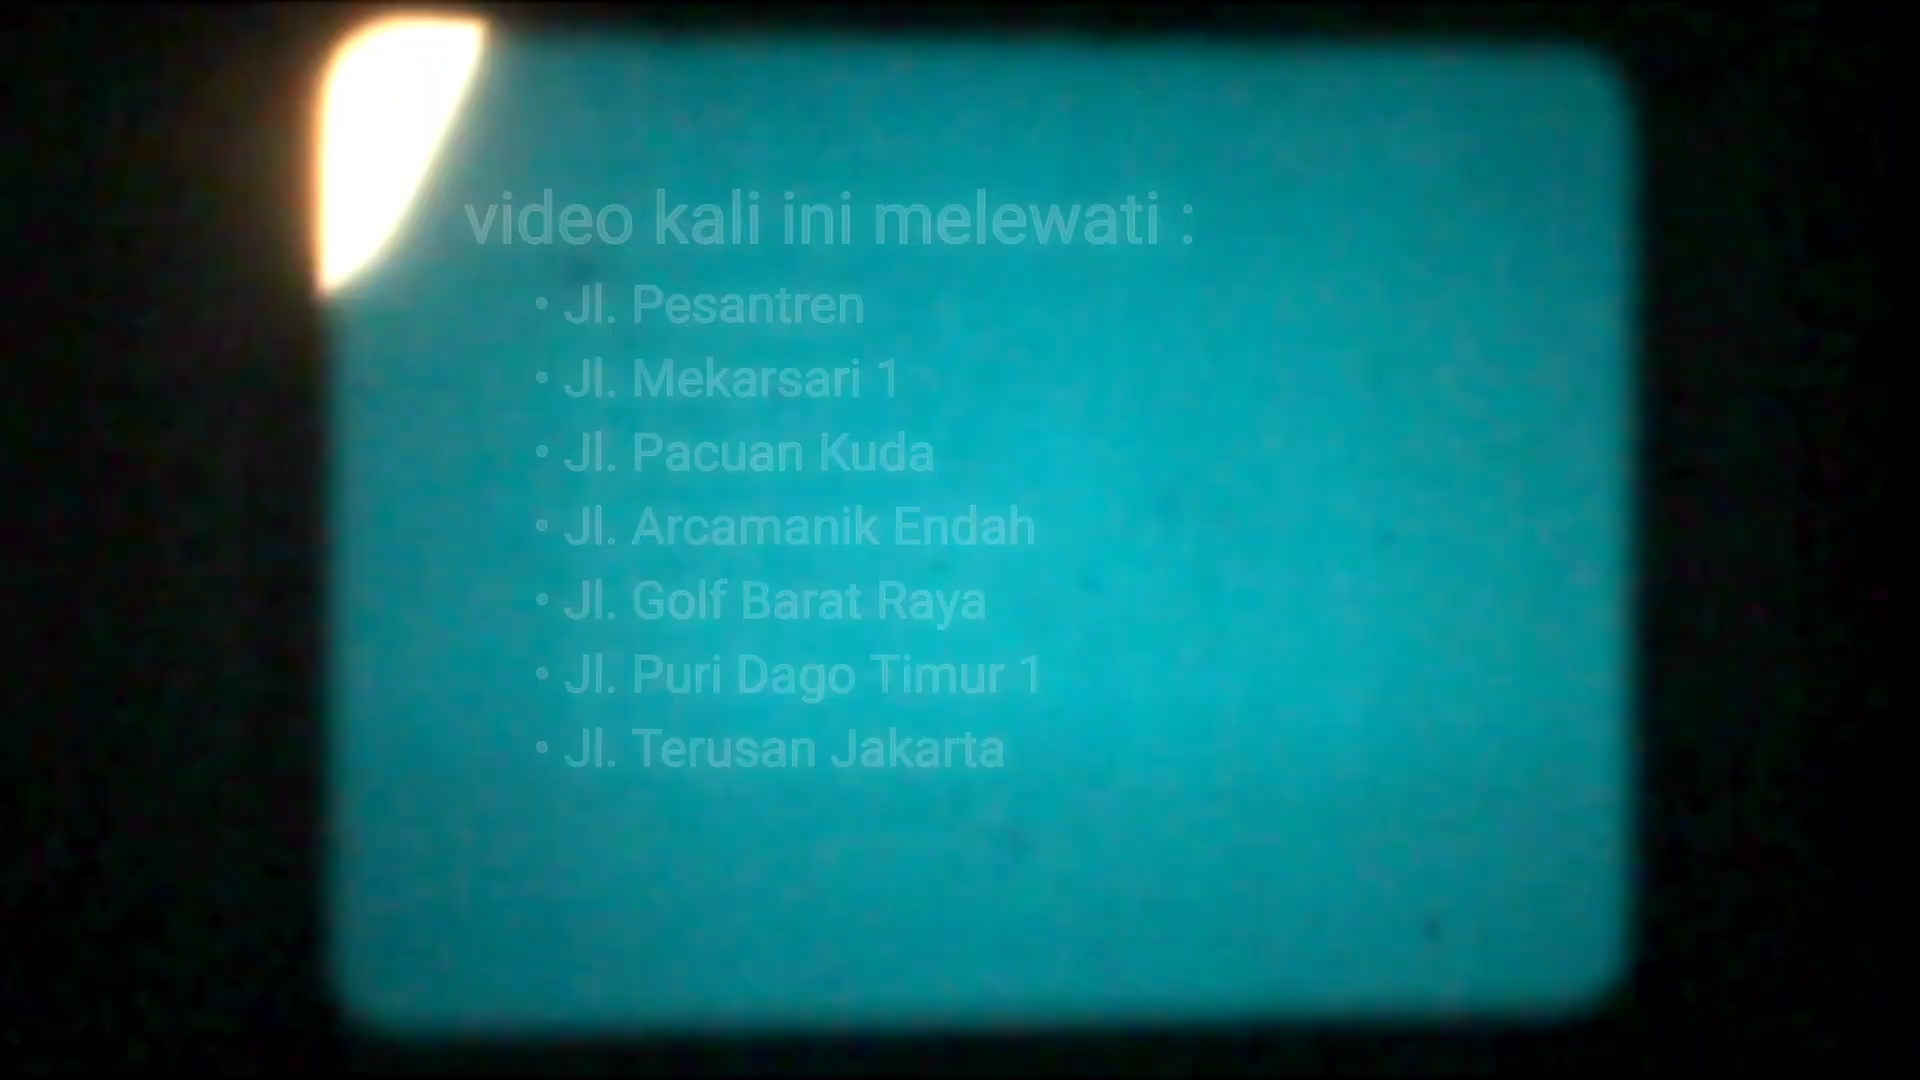 video kali ini melewati :
• Jl. Pesantren
• Jl. Mekarsari 1
• Jl. Pacuan Kuda
• Jl. Arcamanik Endah
• Jl. Golf Barat Raya
• Jl. Puri Dago Timur 1
• Jl. Terusan Jakarta